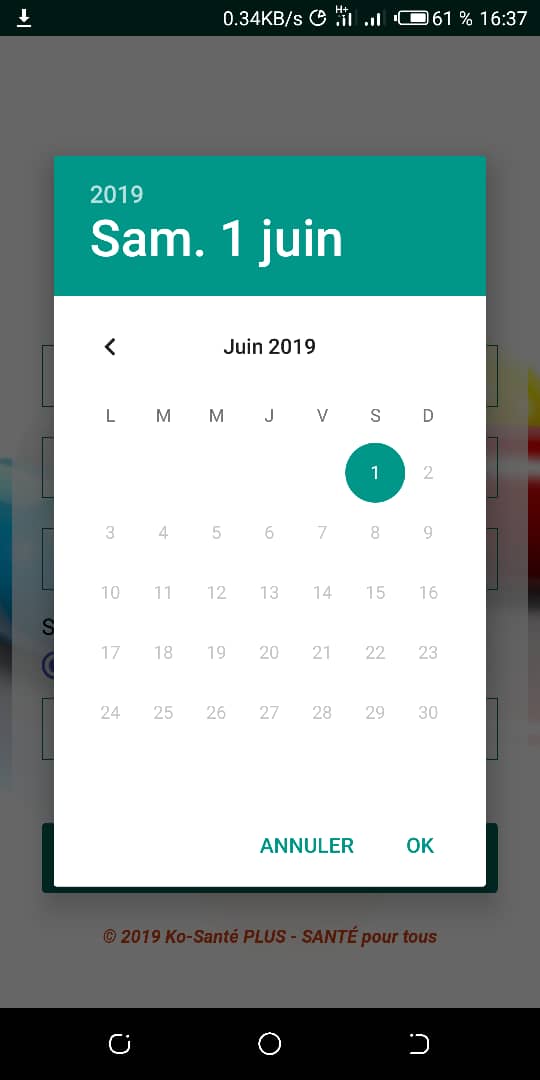 0.34KB/s H+ 61 % 16:37
2019
Sam. 1 juin
Juin 2019
L M M J V S D
1 2
3 4 5 6 7 8 9
10 11 12 13 14 15 16
17 18 19 20 21 22 23
24 25 26 27 28 29 30
S
ANNULER OK
© 2019 Ko-Santé PLUS - SANTÉ pour tous